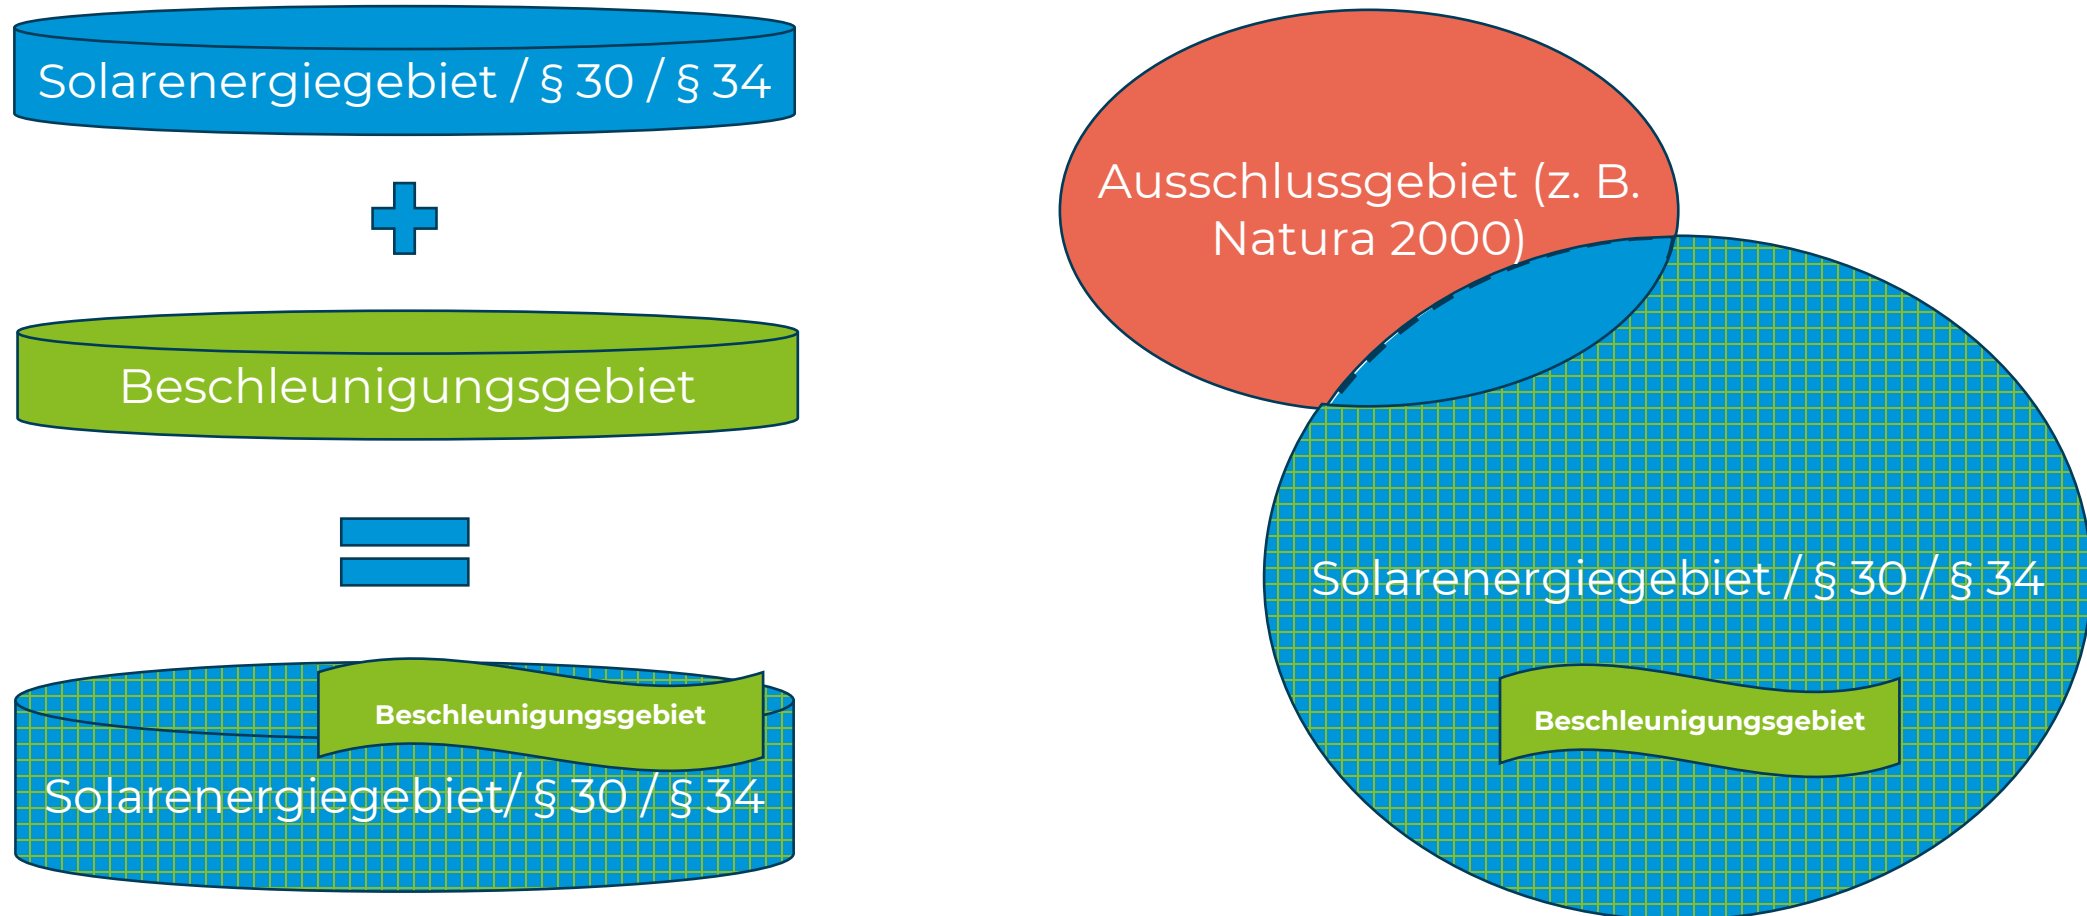 Solarenergiegebiet / § 30 / § 34
Beschleunigungsgebiet
Beschleunigungsgebiet
Solarenergiegebiet/ § 30 / § 34
Ausschlussgebiet (z. B.
Natura 2000)
Solarenergiegebiet / § 30 / § 34
Beschleunigungsgebiet